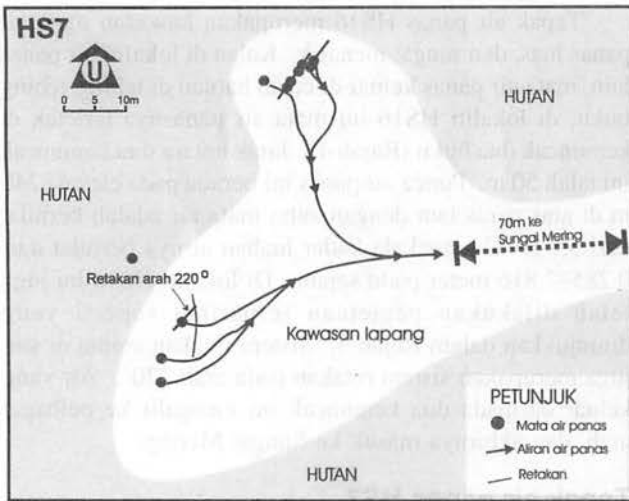 HS7
U
0 5 10m
HUTAN
HUTAN
70m ke
Sungai Mering
Retakan arah 220°
Kawasan lapang
PETUNJUK
Mata air panas
Aliran air panas
Retakan
HUTAN